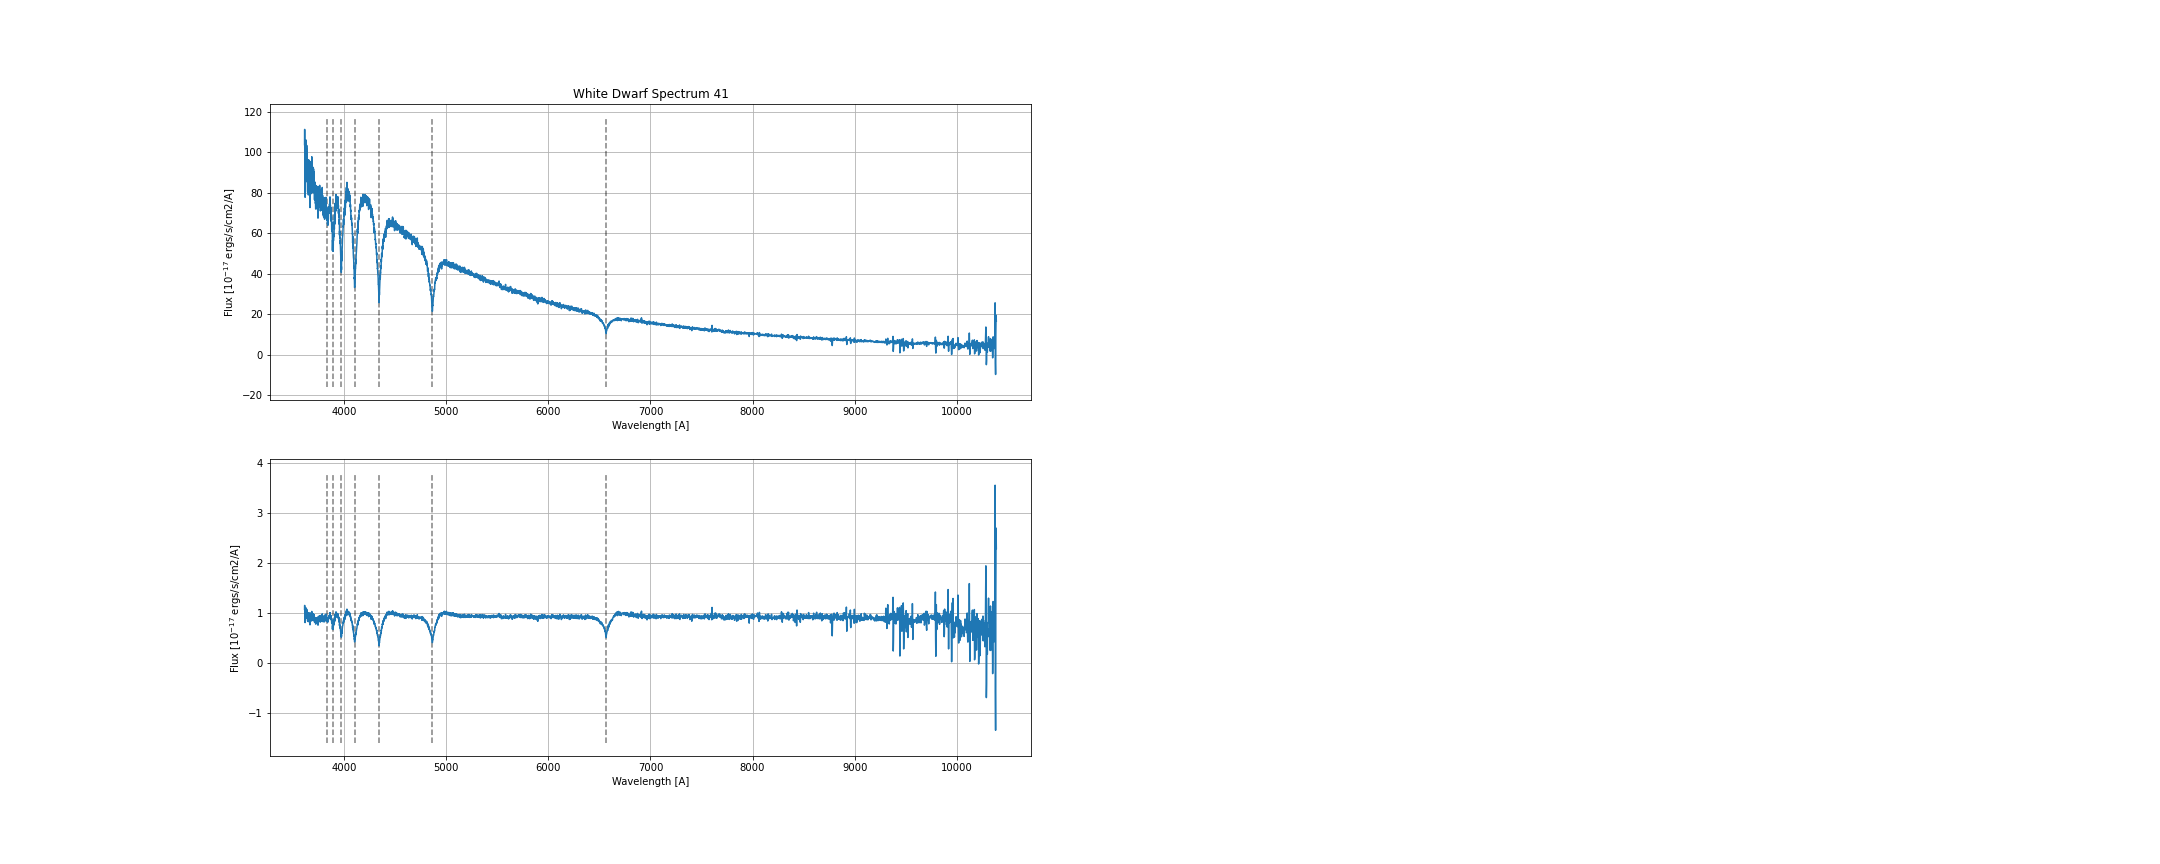 White Dwarf Spectrum 41
120
100
80
60
40
20
0
−20
Flux [10⁻¹⁷ ergs/s/cm2/A]
4000 5000 6000 7000 8000 9000 10000
Wavelength [A]
4
3
2
1
0
−1
Flux [10⁻¹⁷ ergs/s/cm2/A]
4000 5000 6000 7000 8000 9000 10000
Wavelength [A]